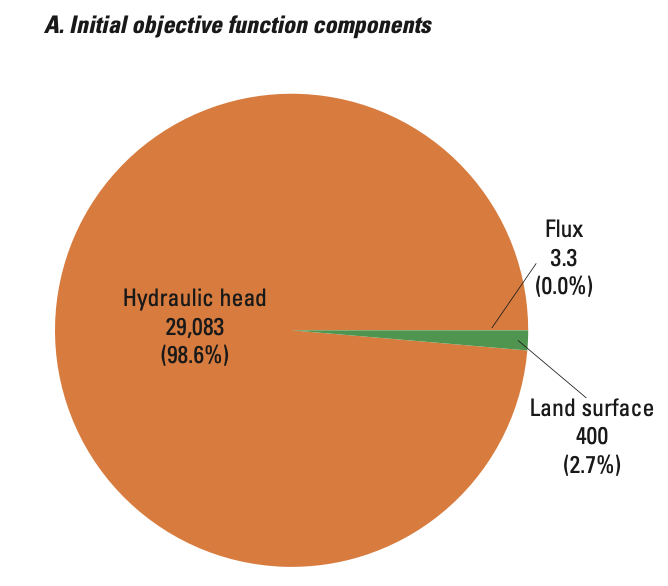 A. Initial objective function components
Flux
3.3
(0.0%)
Hydraulic head
29,083
(98.6%)
Land surface
400
(2.7%)